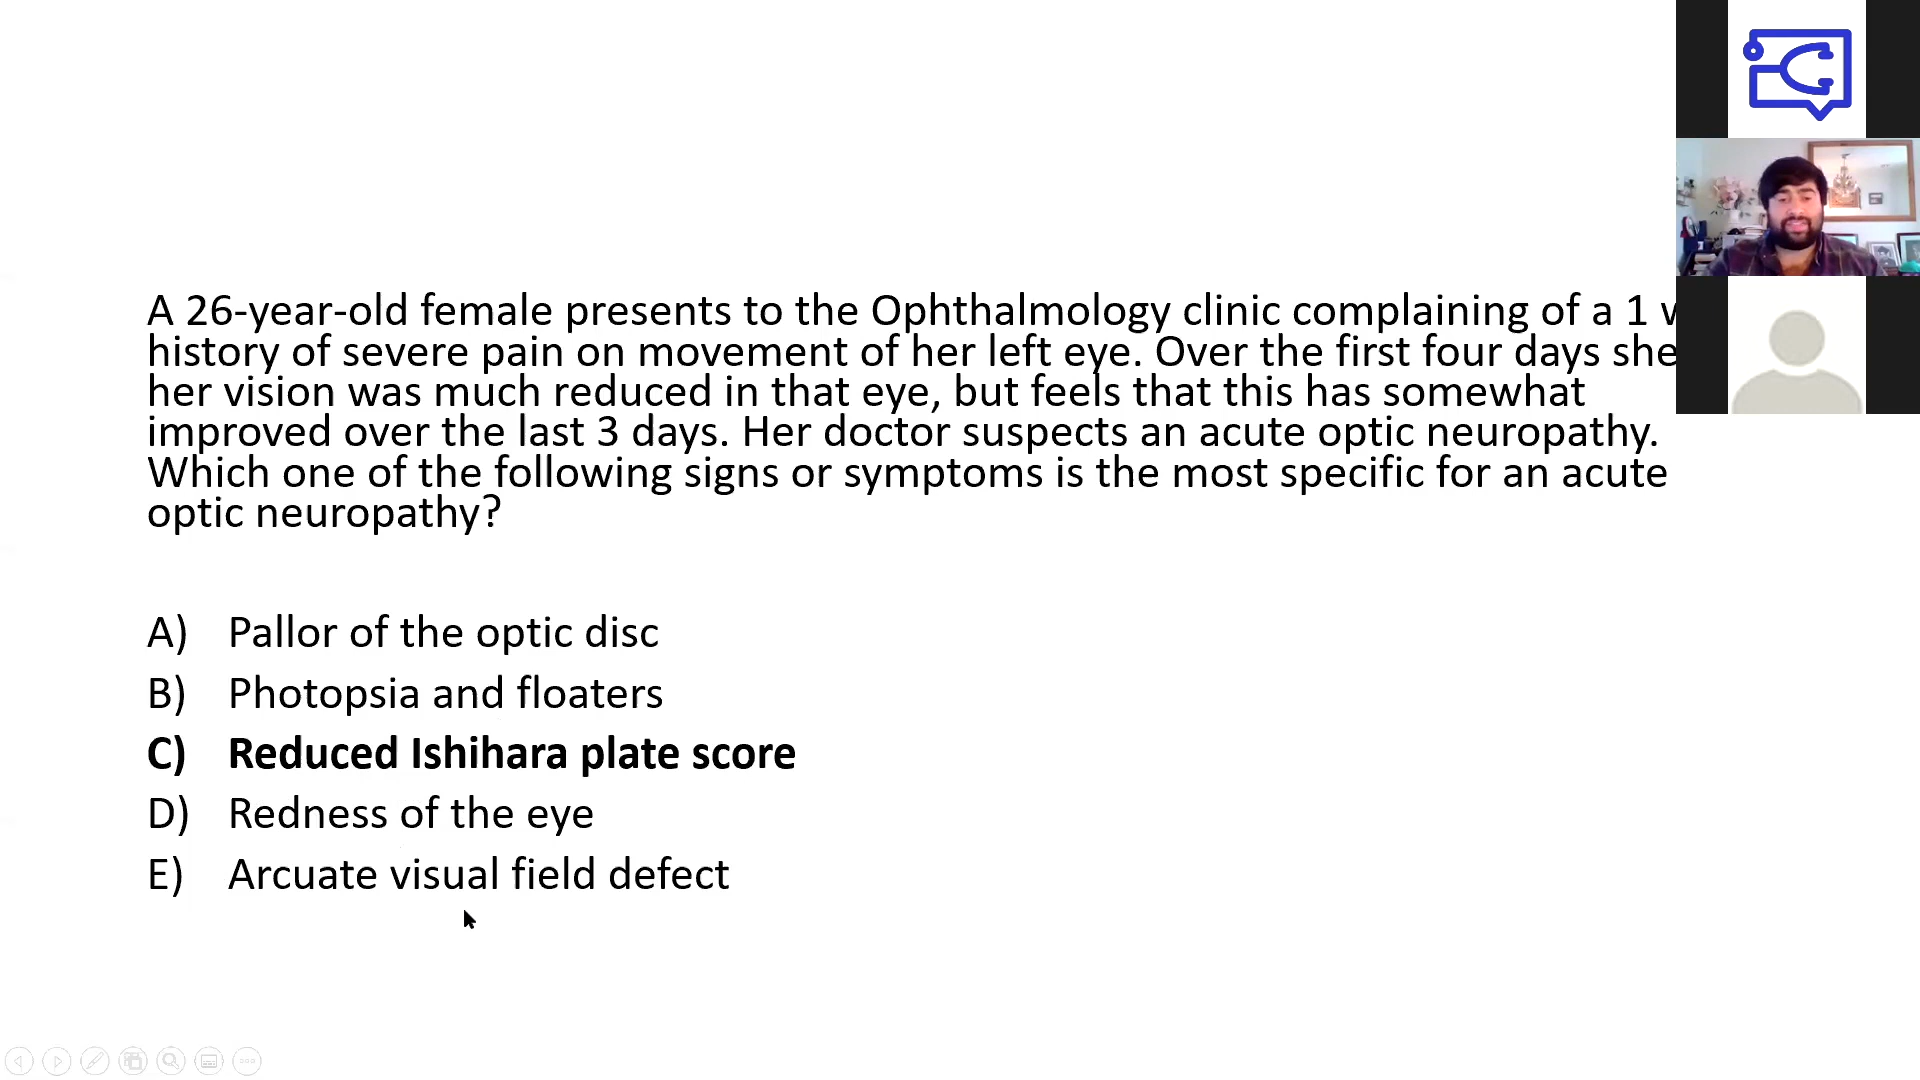 A 26-year-old female presents to the Ophthalmology clinic complaining of a 1
history of severe pain on movement of her left eye. Over the first four days she
her vision was much reduced in that eye, but feels that this has somewhat
improved over the last 3 days. Her doctor suspects an acute optic neuropathy.
Which one of the following signs or symptoms is the most specific for an acute
optic neuropathy?
A) Pallor of the optic disc
B) Photopsia and floaters
C) Reduced Ishihara plate score
D) Redness of the eye
E) Arcuate visual field defect